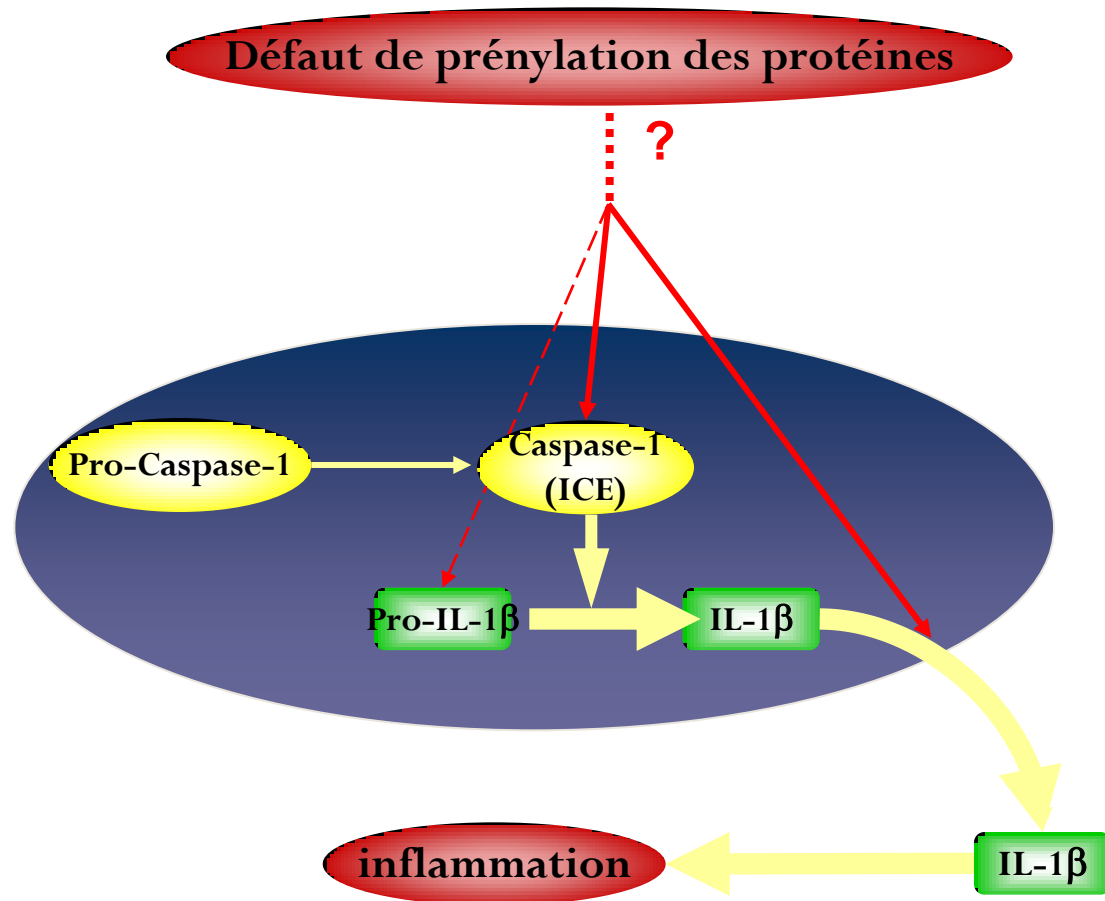 Défaut de prénylation des protéines
?
Pro-Caspase-1
Caspase-1
(ICE)
Pro-IL-1β
IL-1β
IL-1β
inflammation